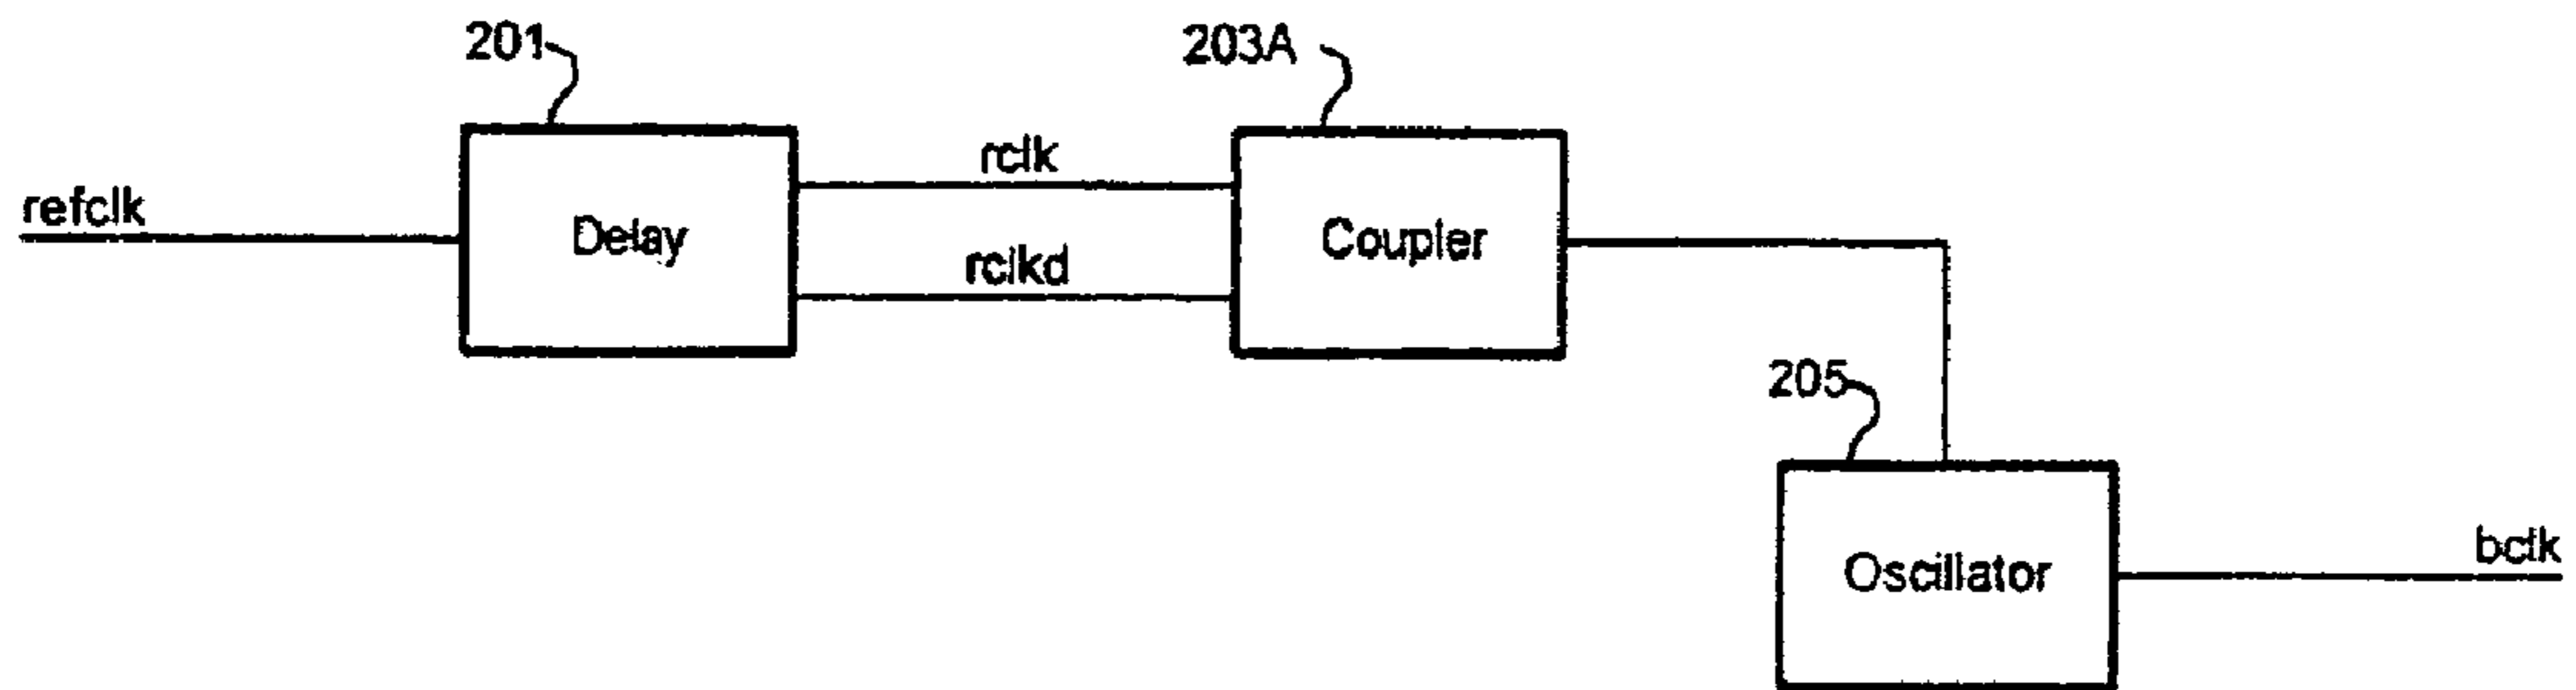 201
203A
rclk
refclk
Delay
Coupler
rclkd
205
bclk
Oscillator